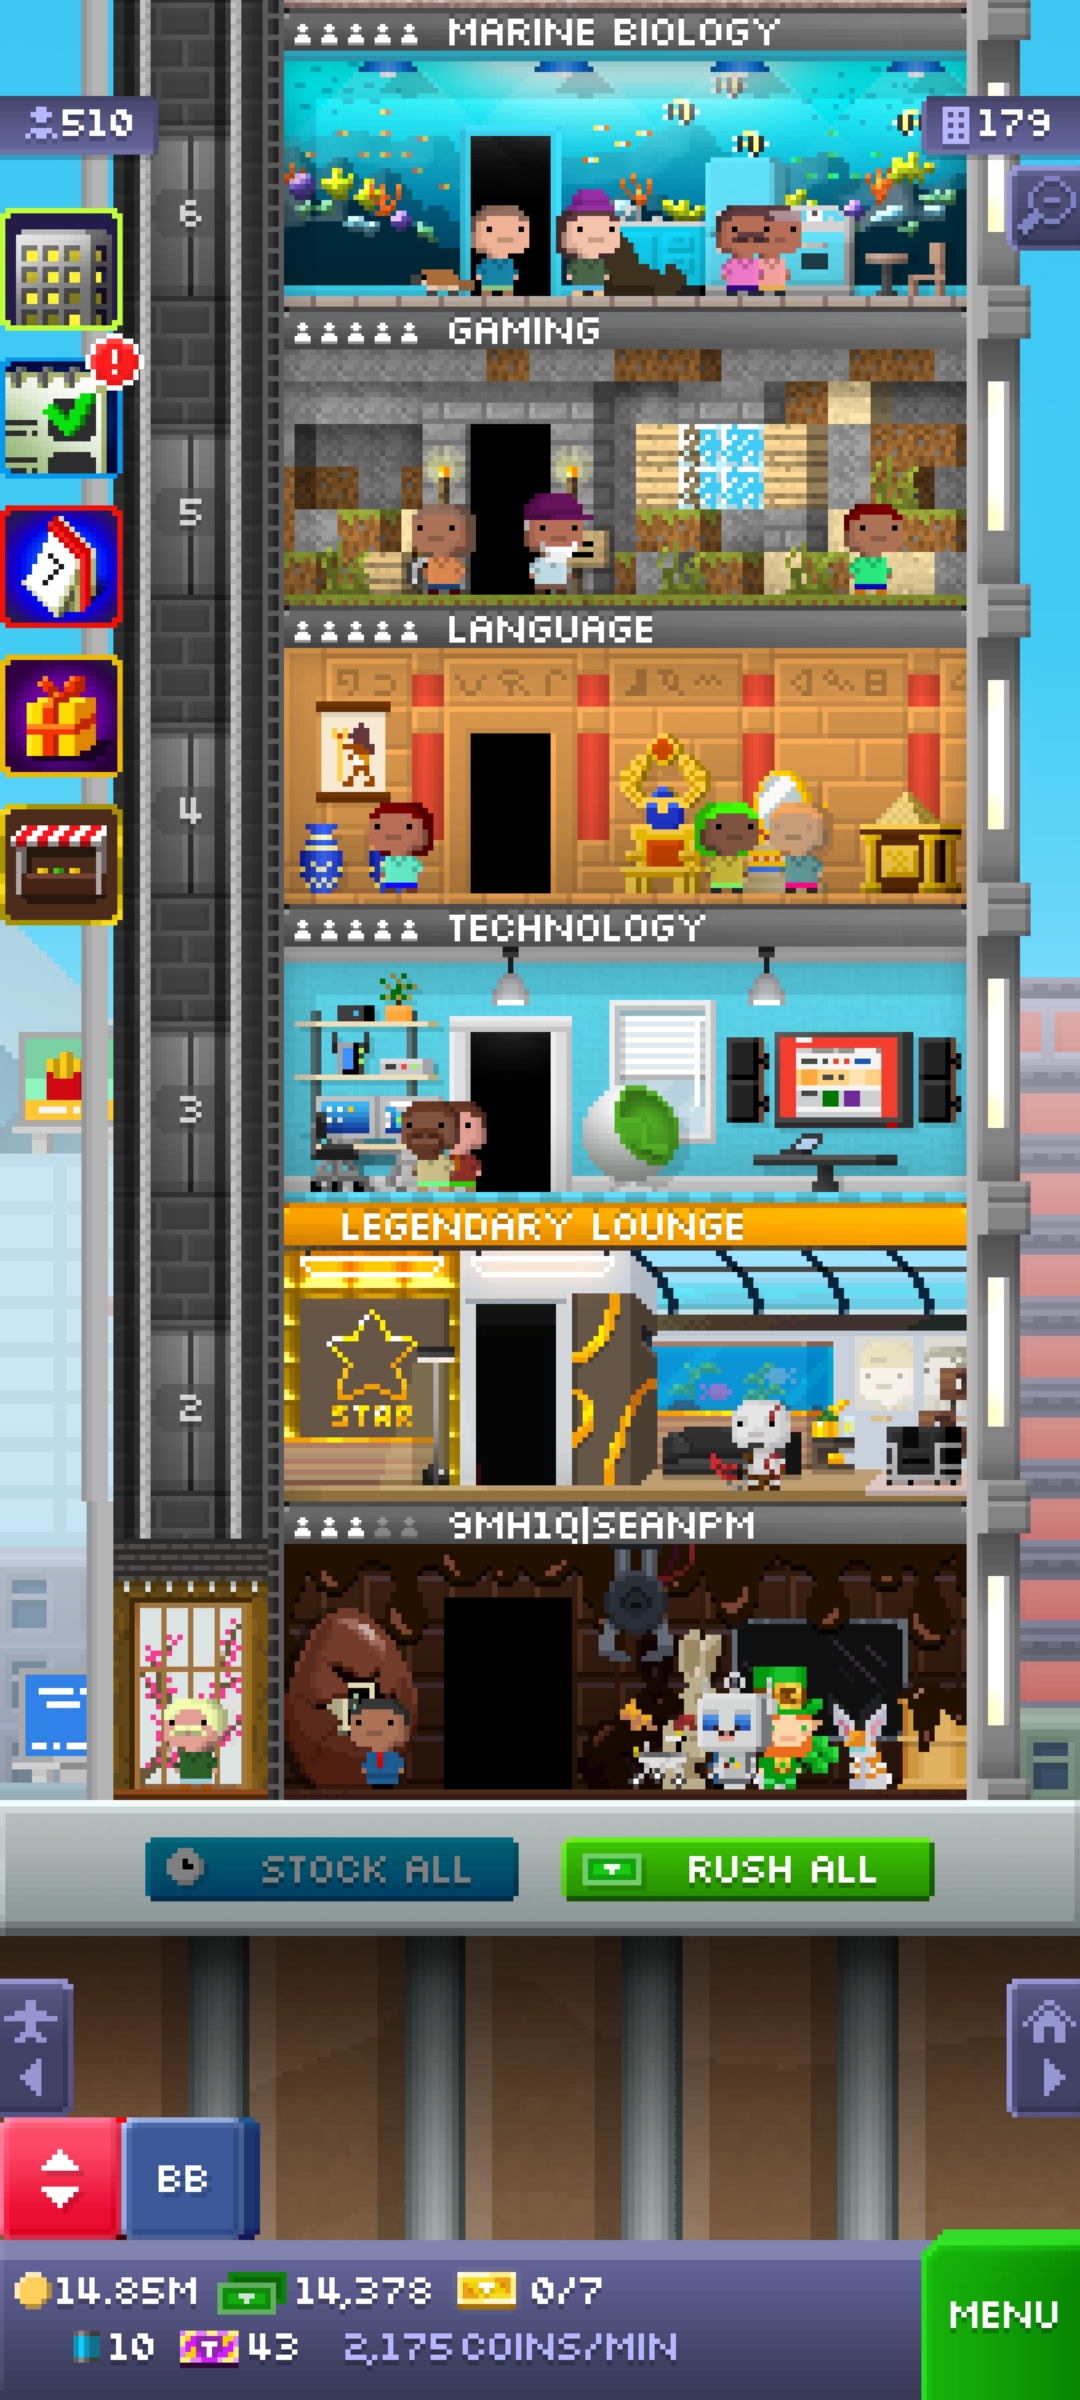 MARINE BIOLOGY
510
179
6
GAMING
5
LANGUAGE
4
TECHNOLOGY
3
LEGENDARY LOUNGE
STAR
2
9MH1Q|SEANPM
STOCK ALL
RUSH ALL
BB
14.85M 14,378 0/7
MENU
10 43 2,175 COINS/MIN